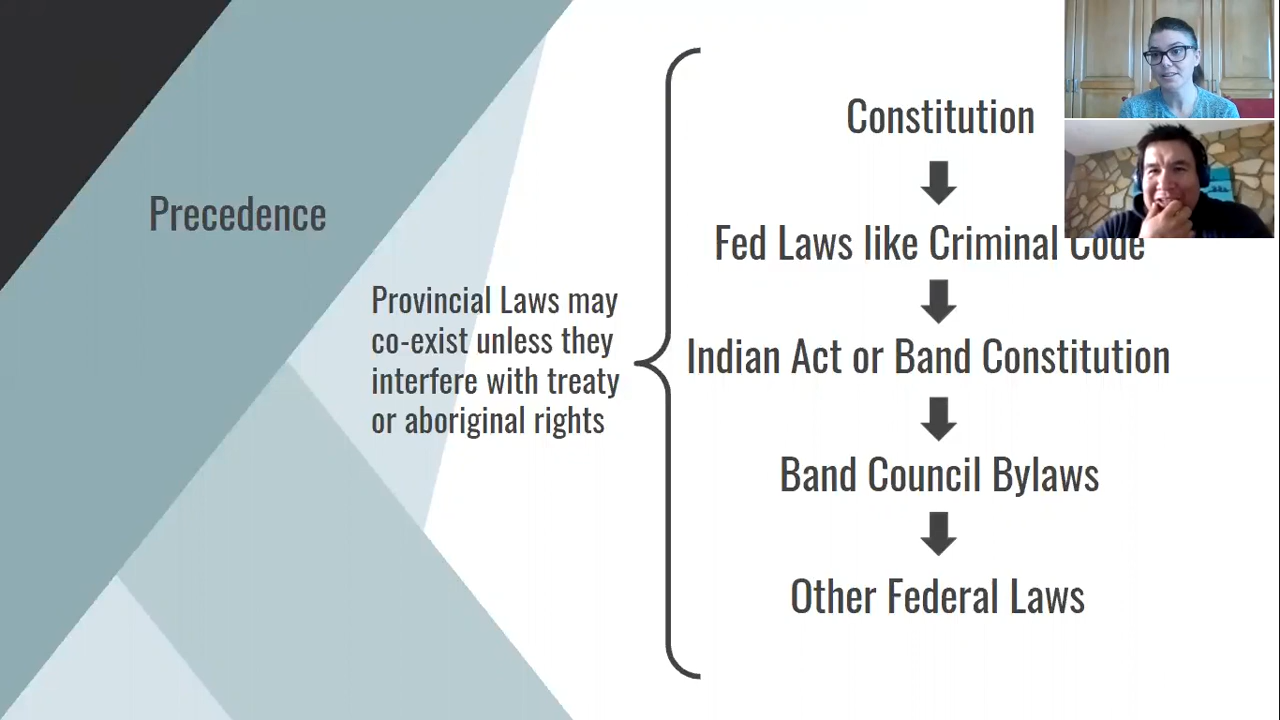 Precedence
Provincial Laws may
co-exist unless they
interfere with treaty
or aboriginal rights
Constitution
Fed Laws like Criminal Code
Indian Act or Band Constitution
Band Council Bylaws
Other Federal Laws